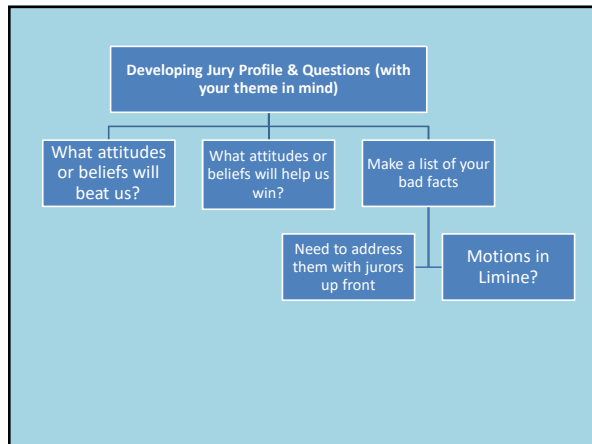 Developing Jury Profile & Questions (with
your theme in mind)
What attitudes
or beliefs will
beat us?
What attitudes or
beliefs will help us
win?
Make a list of your
bad facts
Need to address
them with jurors
up front
Motions in
Limine?